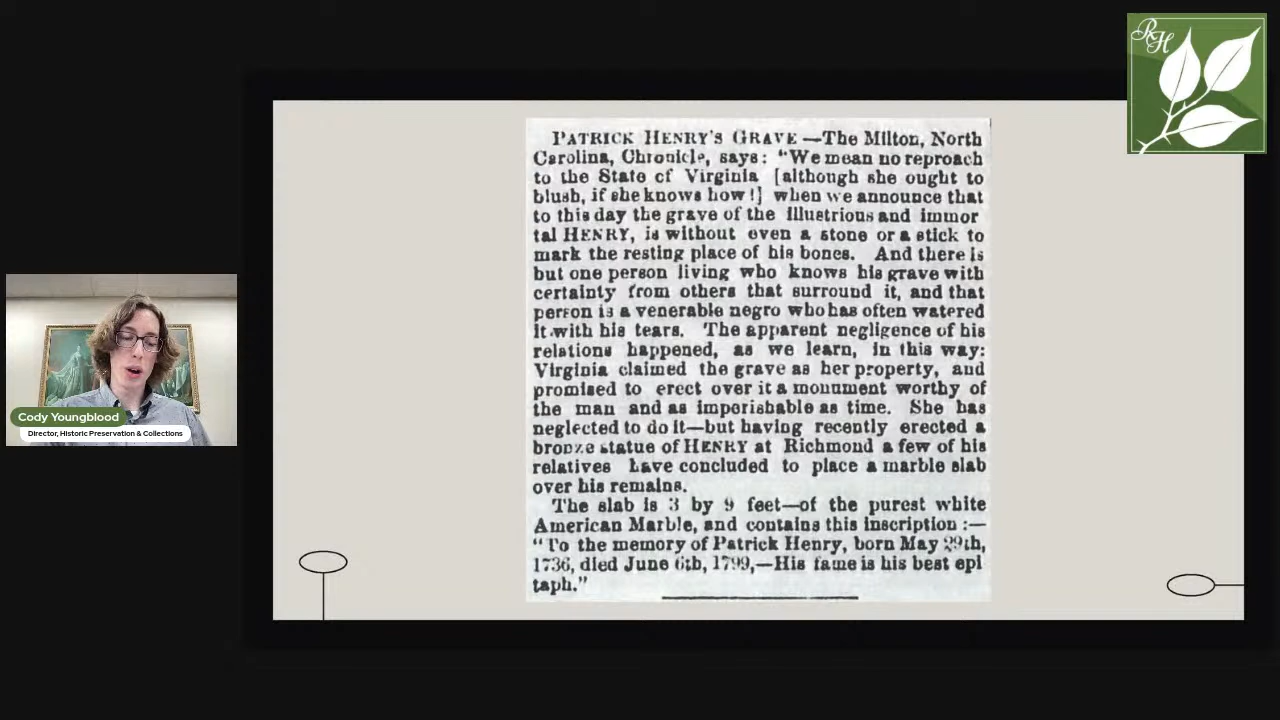 RH
PATRICK HENRY'S GRAVE —The Milton, North
Carolina, Chronicle, says: "We mean no reproach
to the State of Virginia [although she ought to
blush, if she knows how!] when we announce that
to this day the grave of the illustrious and immor
tal HENRY, is without even a stone or a stick to
mark the resting place of his bones. And there is
but one person living who knows his grave with
certainty from others that surround it, and that
person is a venerable negro who has often watered
it with his tears. The apparent negligence of his
relations happened, as we learn, in this way:
Virginia claimed the grave as her property, and
promised to erect over it a monument worthy of
the man and as imperishable as time. She has
neglected to do it—but having recently erected a
bronze statue of HENRY at Richmond a few of his
relatives have concluded to place a marble slab
over his remains.
The slab is 3 by 9 feet—of the purest white
American Marble, and contains this inscription :—
"To the memory of Patrick Henry, born May 29th,
1736, died June 6th, 1799,—His fame is his best epi
taph."
Cody Youngblood
Director, Historic Preservation & Collections